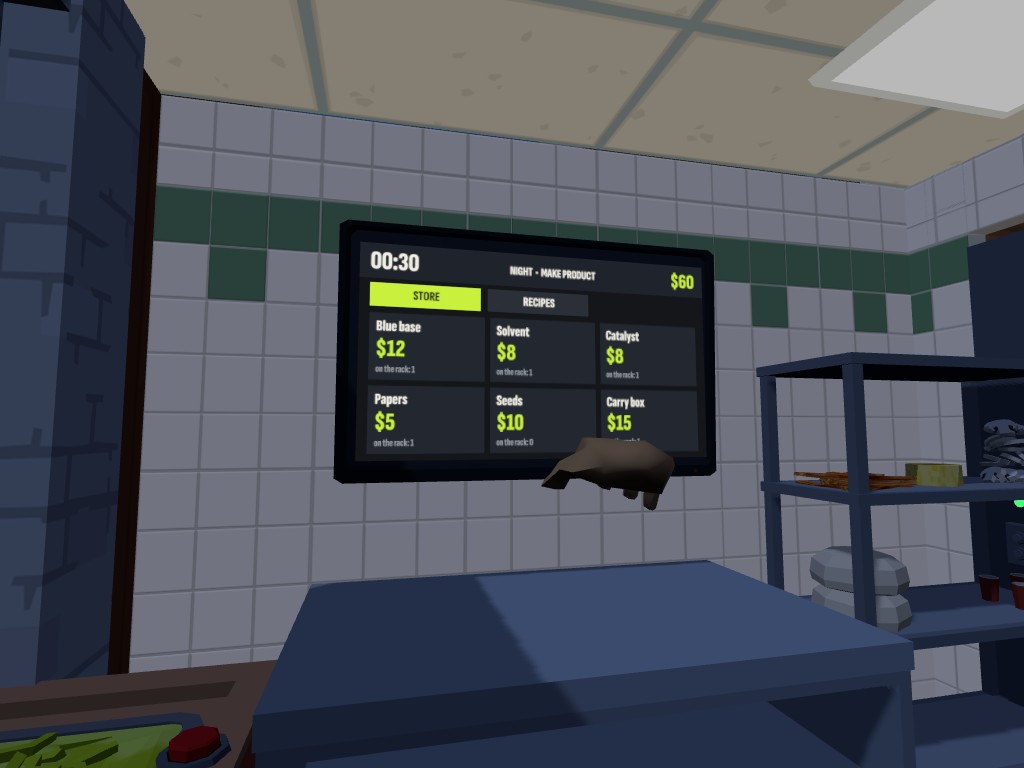 00:30
NIGHT - MAKE PRODUCT
$60
STORE
RECIPES
Blue base
$12
on the rack: 1
Solvent
$8
on the rack: 1
Catalyst
$8
on the rack: 1
Papers
$5
on the rack: 1
Seeds
$10
on the rack: 0
Carry box
$15